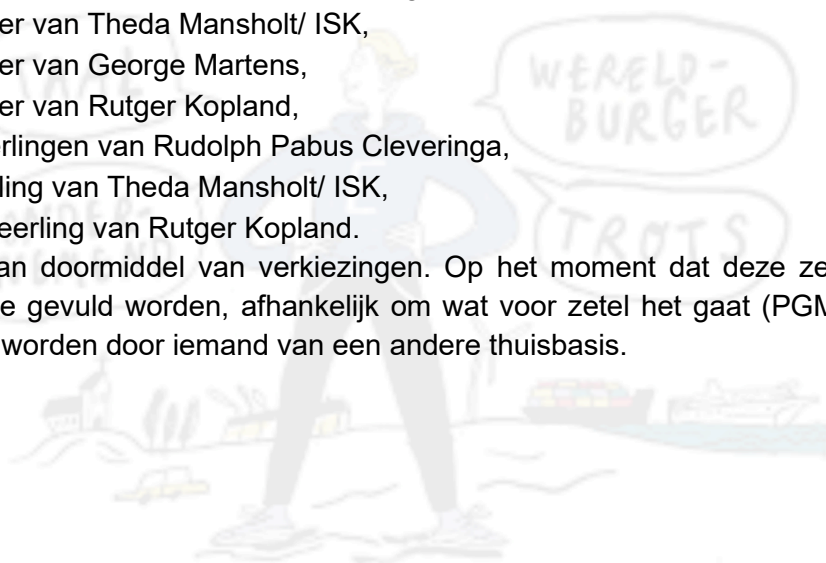 er van Theda Mansholt/ ISK,
er van George Martens,
er van Rutger Kopland,
rlingen van Rudolph Pabus Cleveringa,
ling van Theda Mansholt/ ISK,
eerling van Rutger Kopland.
an doormiddel van verkiezingen. Op het moment dat deze ze
e gevuld worden, afhankelijk om wat voor zetel het gaat (PGM
worden door iemand van een andere thuisbasis.
WERELD-
BURGER
TROTS